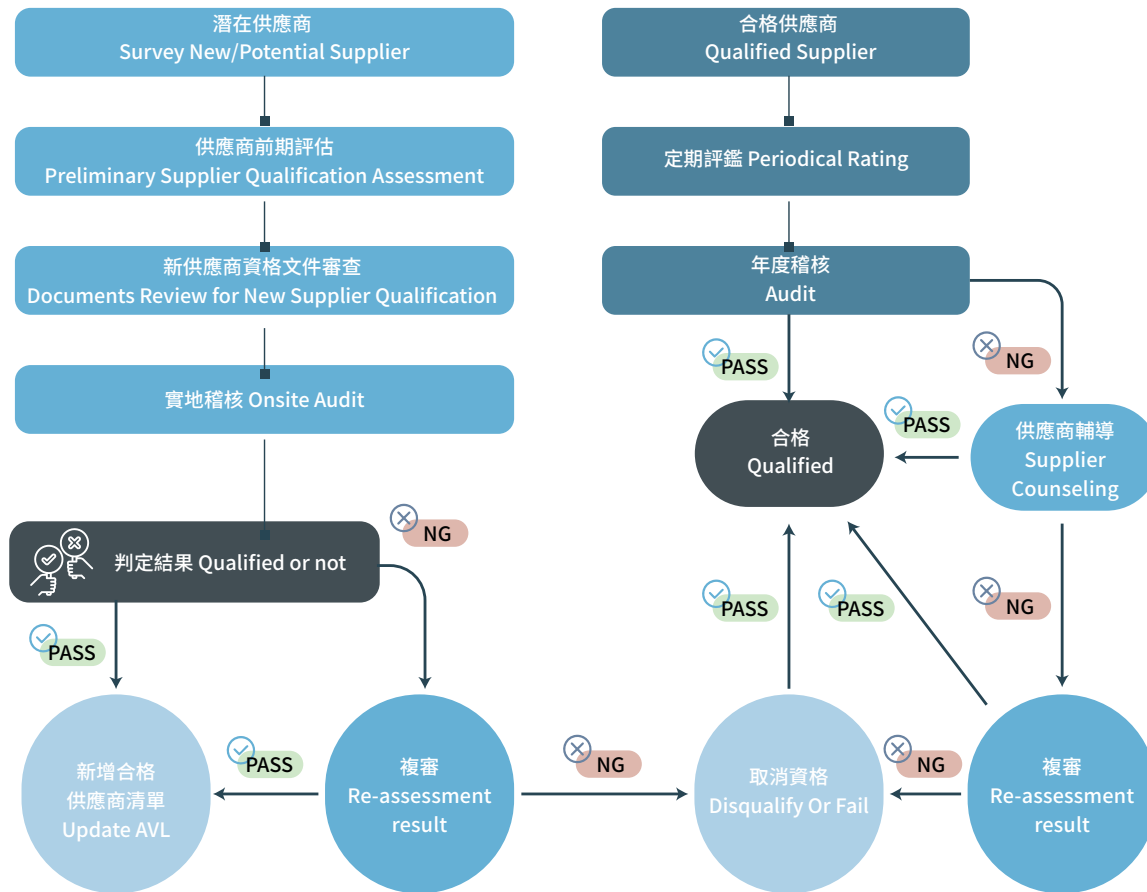 潛在供應商
Survey New/Potential Supplier
供應商前期評估
Preliminary Supplier Qualification Assessment
新供應商資格文件審查
Documents Review for New Supplier Qualification
實地稽核 Onsite Audit
判定結果 Qualified or not
NG
PASS
新增合格
供應商清單
Update AVL
PASS
複審
Re-assessment
result
NG
合格供應商
Qualified Supplier
定期評鑑 Periodical Rating
年度稽核
Audit
PASS
NG
合格
Qualified
PASS
供應商輔導
Supplier
Counseling
PASS
PASS
NG
取消資格
Disqualify Or Fail
NG
複審
Re-assessment
result